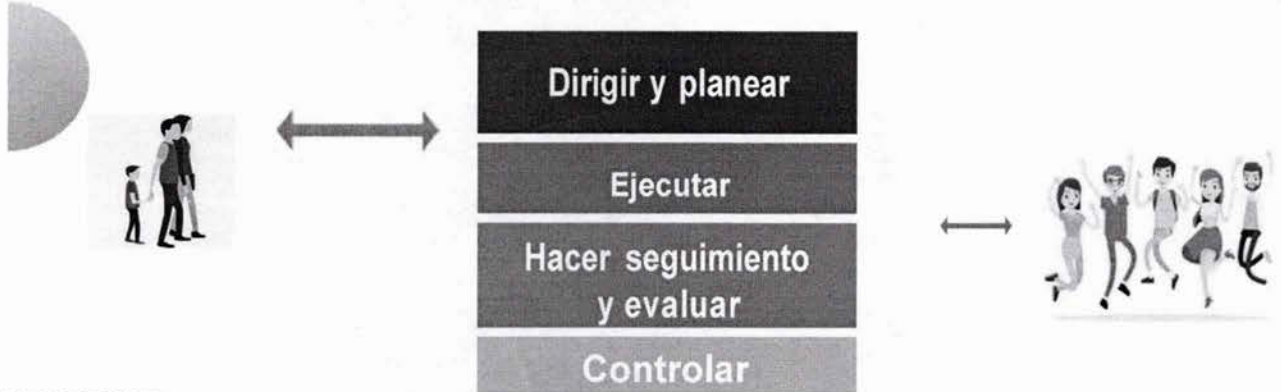 Dirigir y planear
Ejecutar
Hacer seguimiento
y evaluar
Controlar